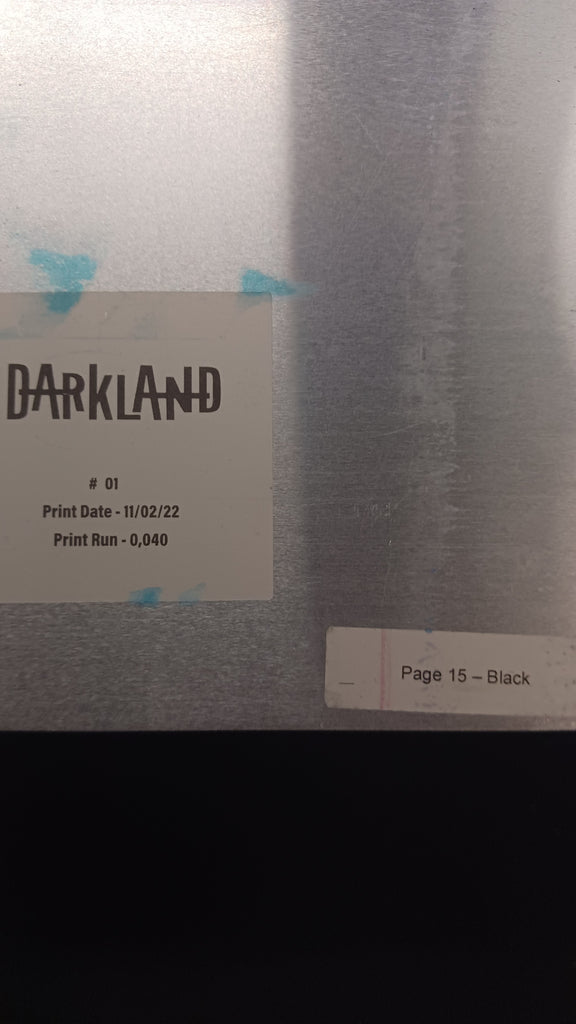 DARKLAND
# 01
Print Date - 11/02/22
Print Run - 0,040
Page 15 – Black